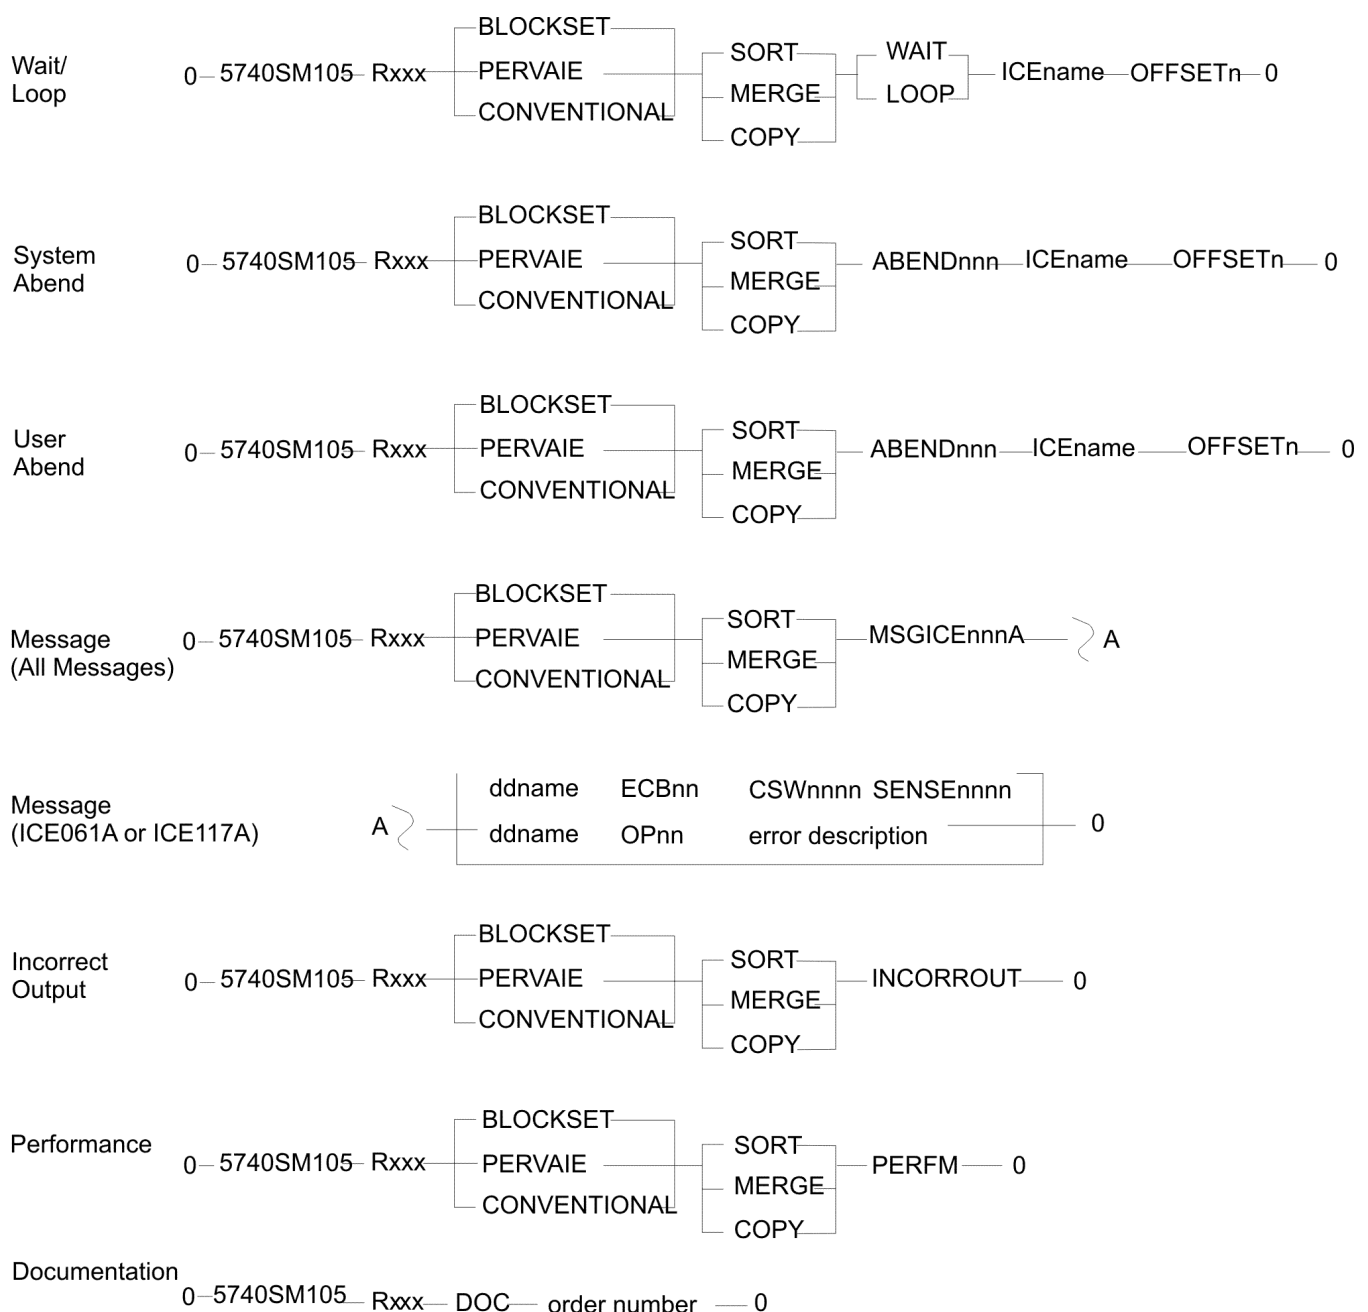 BLOCKSET
Wait/
Loop
0 5740SM105 Rxxx PERVAIE
CONVENTIONAL
SORT
MERGE
COPY
WAIT
LOOP
ICEname OFFSETn 0
System
Abend
0 5740SM105 Rxxx
BLOCKSET
PERVAIE
CONVENTIONAL
SORT
MERGE
COPY
ABENDnnn ICEname OFFSETn 0
User
Abend
0 5740SM105 Rxxx
BLOCKSET
PERVAIE
CONVENTIONAL
SORT
MERGE
COPY
ABENDnnn ICEname OFFSETn 0
Message
(All Messages)
0 5740SM105 Rxxx
BLOCKSET
PERVAIE
CONVENTIONAL
SORT
MERGE
COPY
MSGICEnnnA A
Message
(ICE061A or ICE117A)
A
ddname ECBnn CSWnnnn SENSEnnnn
ddname OPnn error description
0
Incorrect
Output
0 5740SM105 Rxxx
BLOCKSET
PERVAIE
CONVENTIONAL
SORT
MERGE
COPY
INCORROUT 0
Performance
0 5740SM105 Rxxx
BLOCKSET
PERVAIE
CONVENTIONAL
SORT
MERGE
COPY
PERFM 0
Documentation
0 5740SM105 Rxxx DOC order number 0